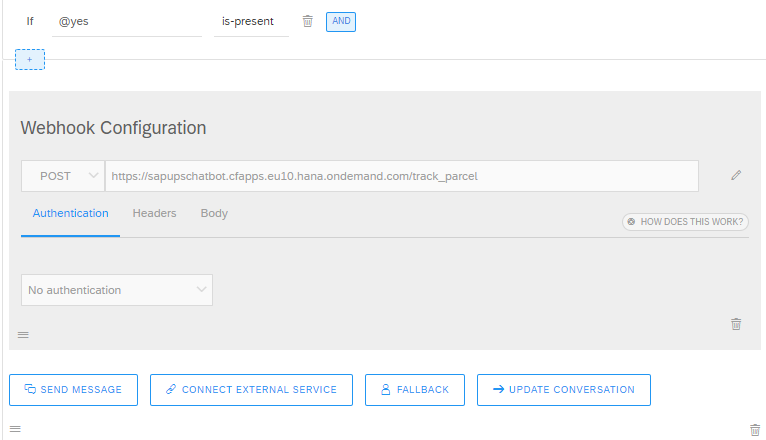 If @yes is-present AND
+
Webhook Configuration
POST https://sapupschatbot.cfapps.eu10.hana.ondemand.com/track_parcel
Authentication Headers Body
HOW DOES THIS WORK?
No authentication
SEND MESSAGE CONNECT EXTERNAL SERVICE FALLBACK UPDATE CONVERSATION